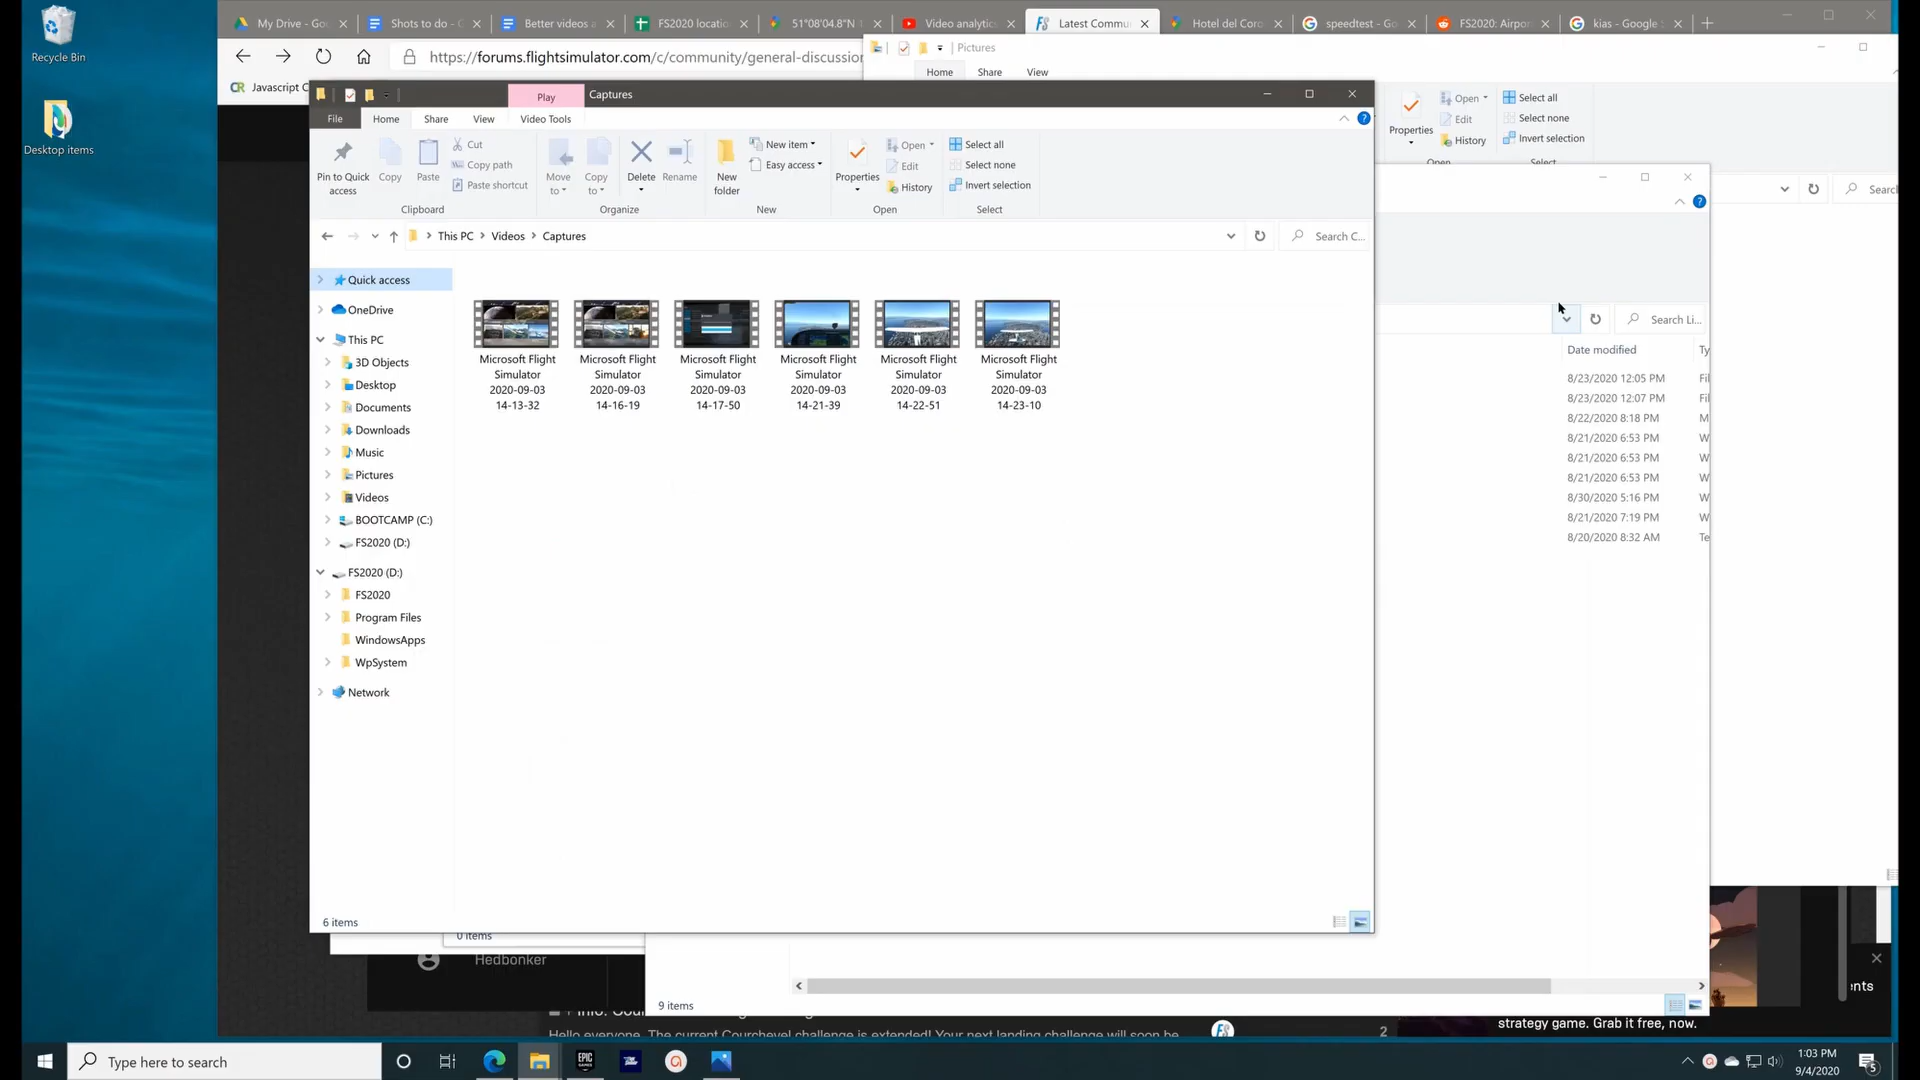 Recycle Bin
Desktop items
My Drive - Goo
Shots to do - G
Better videos a
FS2020 locatio
51°08'04.8"N 1
Video analytic
Latest Commu
Hotel del Coro
speedtest - Go
FS2020: Airpor
kias - Google S
https://forums.flightsimulator.com/c/community/general-discussion
Javascript C
Pictures
Home Share View
Properties
Open
Edit
History
Open
Select all
Select none
Invert selection
Select
Searc
Play
Captures
File Home Share View Video Tools
Pin to Quick access
Copy
Paste
Cut
Copy path
Paste shortcut
Clipboard
Move to
Copy to
Delete
Rename
Organize
New folder
New item
Easy access
New
Properties
Open
Edit
History
Open
Select all
Select none
Invert selection
Select
This PC > Videos > Captures
Search C...
Quick access
OneDrive
This PC
3D Objects
Desktop
Documents
Downloads
Music
Pictures
Videos
BOOTCAMP (C:)
FS2020 (D:)
FS2020 (D:)
FS2020
Program Files
WindowsApps
WpSystem
Network
Microsoft Flight Simulator 2020-09-03 14-13-32
Microsoft Flight Simulator 2020-09-03 14-16-19
Microsoft Flight Simulator 2020-09-03 14-17-50
Microsoft Flight Simulator 2020-09-03 14-21-39
Microsoft Flight Simulator 2020-09-03 14-22-51
Microsoft Flight Simulator 2020-09-03 14-23-10
6 items
Search Li...
Date modified Ty
8/23/2020 12:05 PM Fil
8/23/2020 12:07 PM Fil
8/22/2020 8:18 PM M
8/21/2020 6:53 PM W
8/21/2020 6:53 PM W
8/21/2020 6:53 PM W
8/30/2020 5:16 PM W
8/21/2020 7:19 PM W
8/20/2020 8:32 AM Te
0 items
Hedbonker
9 items
Hello everyone, The current Courchevel challenge is extended! Your next landing challenge will soon be
2
ents
strategy game. Grab it free, now.
Type here to search
EPIC GAMES
1:03 PM
9/4/2020
5